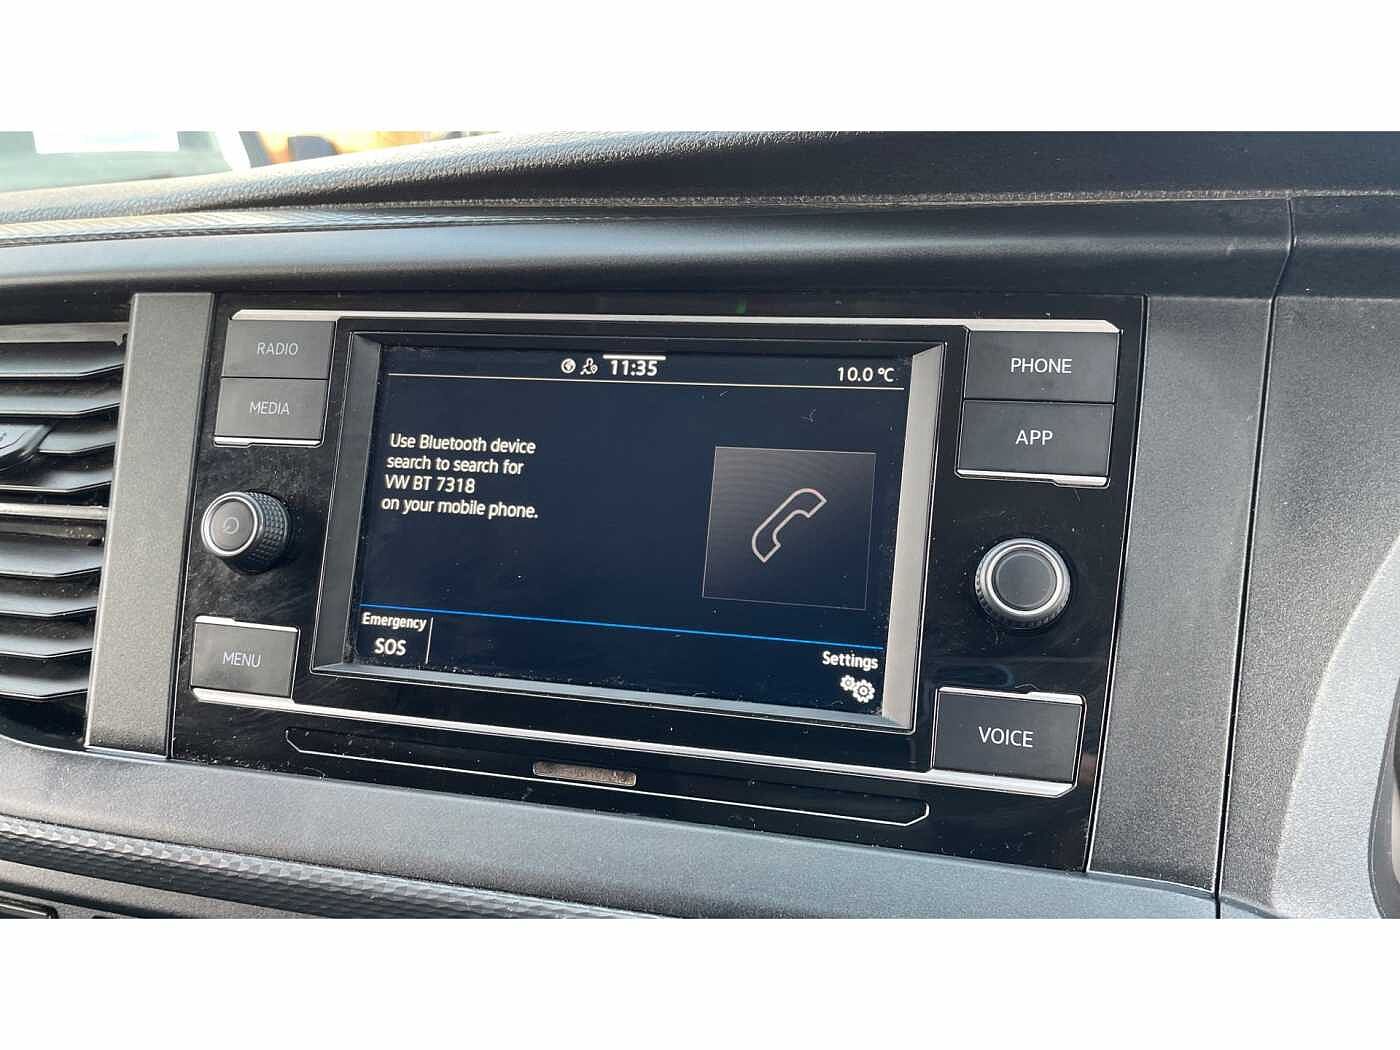 RADIO
MEDIA
MENU
11:35
10.0 °C
Use Bluetooth device
search to search for
VW BT 7318
on your mobile phone.
Emergency
SOS
Settings
PHONE
APP
VOICE